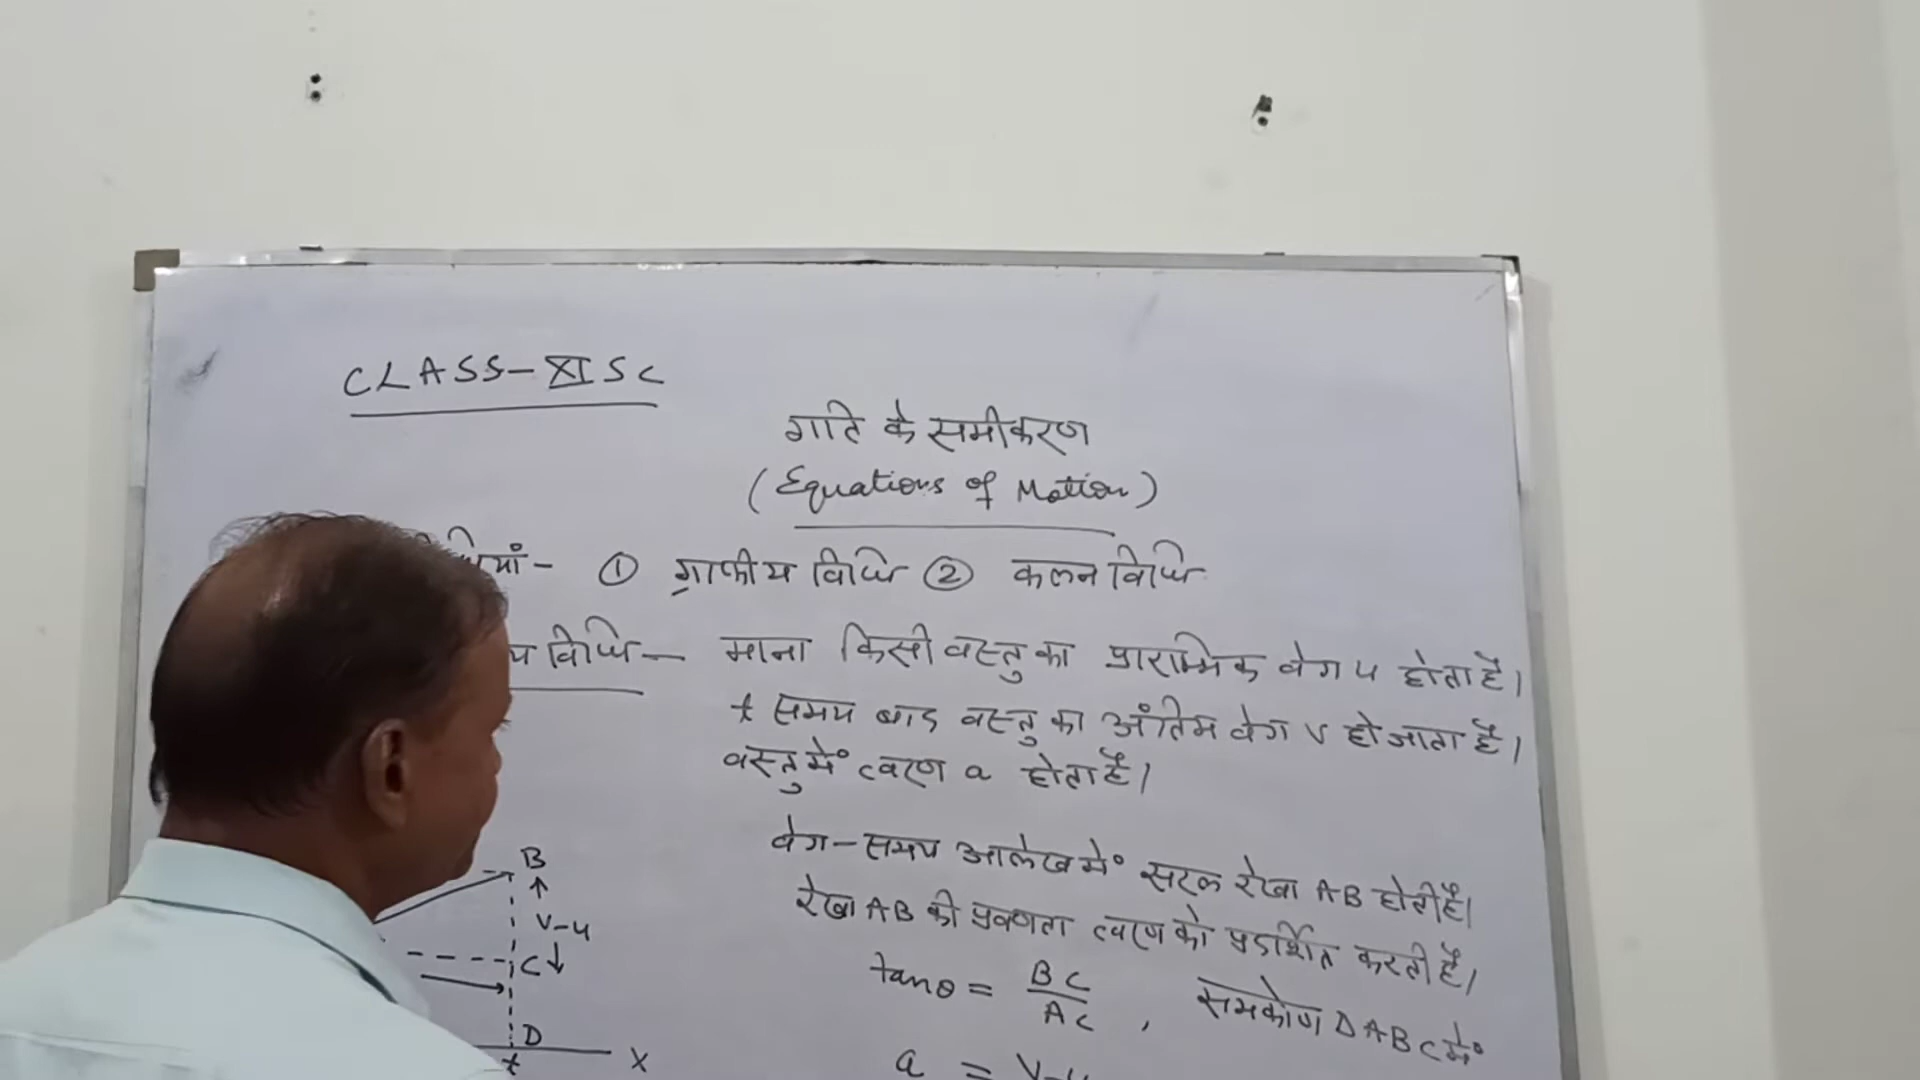 CLASS-XI SC
गति के समीकरण
(Equations of Motion)
① ग्राफीय विधि ② कलन विधि
विधि— माना किसी वस्तु का प्रारम्भिक वेग u होता है।
t समय बाद वस्तु का अंतिम वेग v हो जाता है।
वस्तु में त्वरण a होता है।
वेग-समय आलेख में सरल रेखा AB होती है।
रेखा AB की प्रवणता त्वरण को प्रदर्शित करती है।
tanθ = BC/AC , समकोण ΔABC में
a = v-u
B
v-u
C
D
t
X